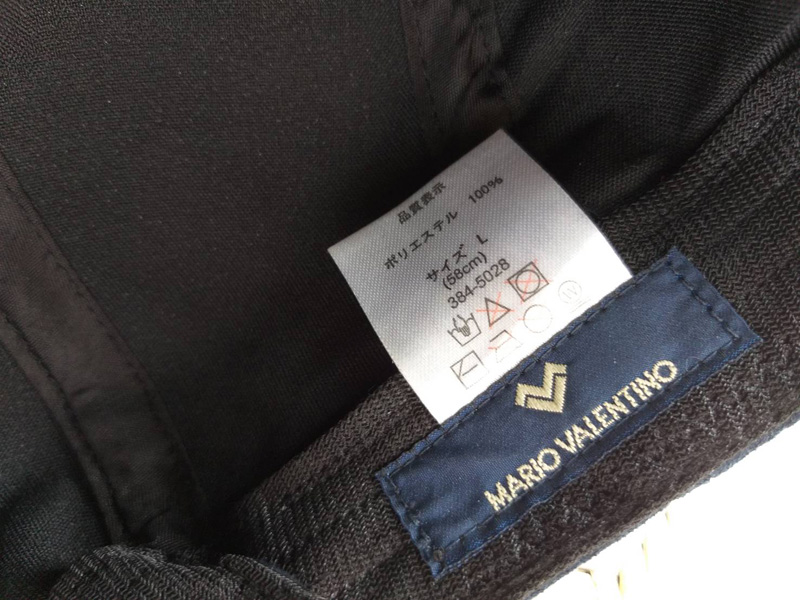 品質表示
ポリエステル 100%
サイズ L
(58cm)
384-5028
MARIO VALENTINO